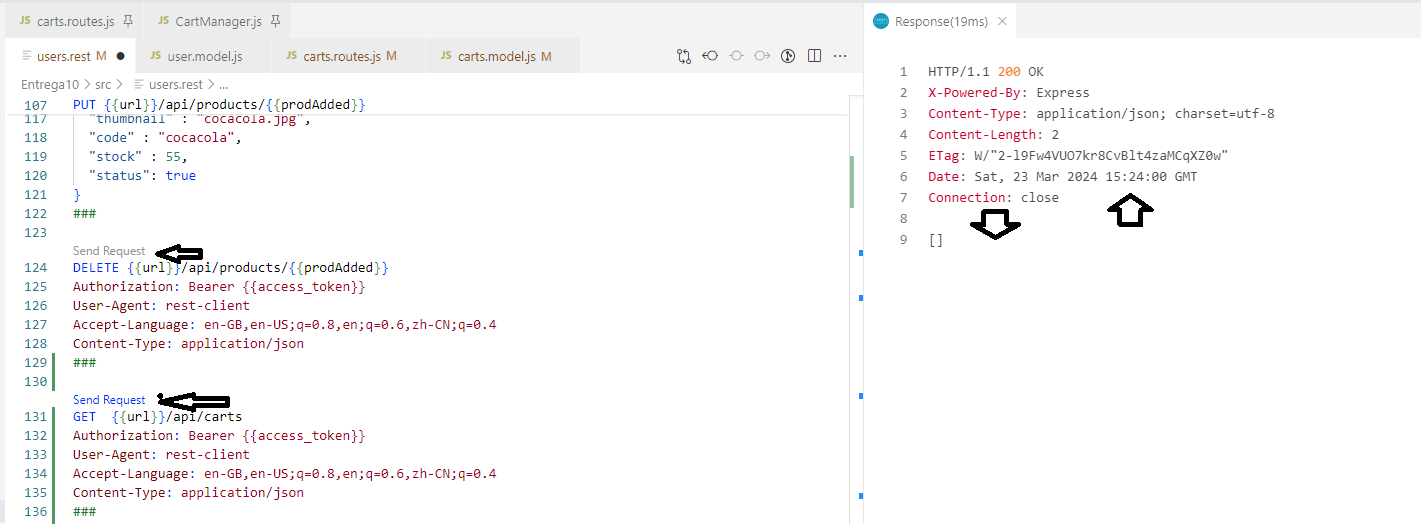 JS carts.routes.js
JS CartManager.js
users.rest M
JS user.model.js
JS carts.routes.js M
JS carts.model.js M
Entrega10 > src > users.rest > ...
107 PUT {{url}}/api/products/{{prodAdded}}
117 "thumbnail" : "cocacola.jpg",
118 "code" : "cocacola",
119 "stock" : 55,
120 "status": true
121 }
122 ###
123
Send Request
124 DELETE {{url}}/api/products/{{prodAdded}}
125 Authorization: Bearer {{access_token}}
126 User-Agent: rest-client
127 Accept-Language: en-GB,en-US;q=0.8,en;q=0.6,zh-CN;q=0.4
128 Content-Type: application/json
129 ###
130
Send Request
131 GET {{url}}/api/carts
132 Authorization: Bearer {{access_token}}
133 User-Agent: rest-client
134 Accept-Language: en-GB,en-US;q=0.8,en;q=0.6,zh-CN;q=0.4
135 Content-Type: application/json
136 ###
Response(19ms)
1 HTTP/1.1 200 OK
2 X-Powered-By: Express
3 Content-Type: application/json; charset=utf-8
4 Content-Length: 2
5 ETag: W/"2-l9Fw4VUO7kr8CvBlt4zaMCqXZ0w"
6 Date: Sat, 23 Mar 2024 15:24:00 GMT
7 Connection: close
8
9 []